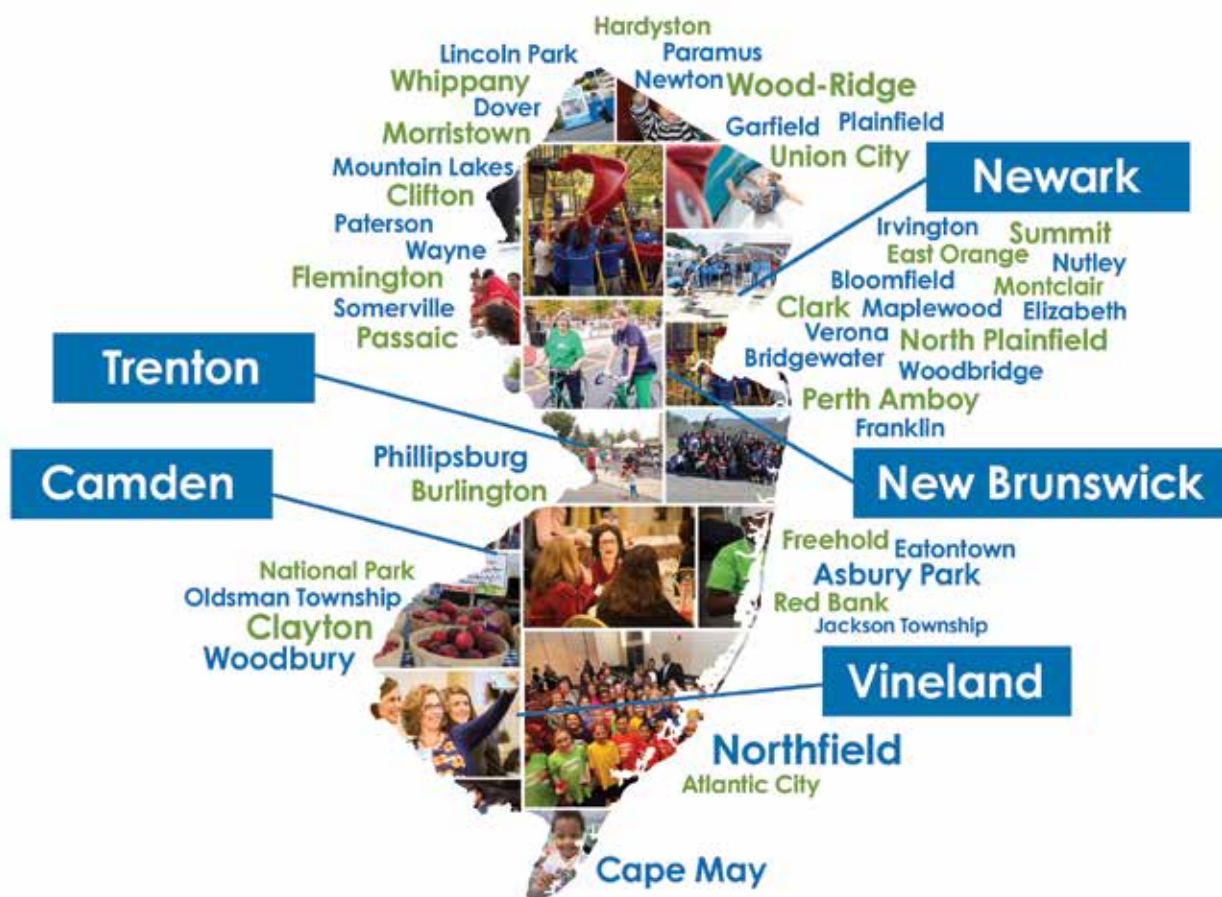 Hardyston
Lincoln Park
Paramus
Whippany
Newton
Wood-Ridge
Dover
Garfield
Plainfield
Morristown
Union City
Mountain Lakes
Newark
Clifton
Paterson
Irvington
Summit
Wayne
East Orange
Nutley
Flemington
Bloomfield
Montclair
Somerville
Clark
Maplewood
Elizabeth
Passaic
Verona
North Plainfield
Trenton
Bridgewater
Woodbridge
Perth Amboy
Franklin
Phillipsburg
Camden
Burlington
New Brunswick
Freehold
Eatontown
National Park
Asbury Park
Oldsman Township
Red Bank
Clayton
Jackson Township
Woodbury
Vineland
Northfield
Atlantic City
Cape May